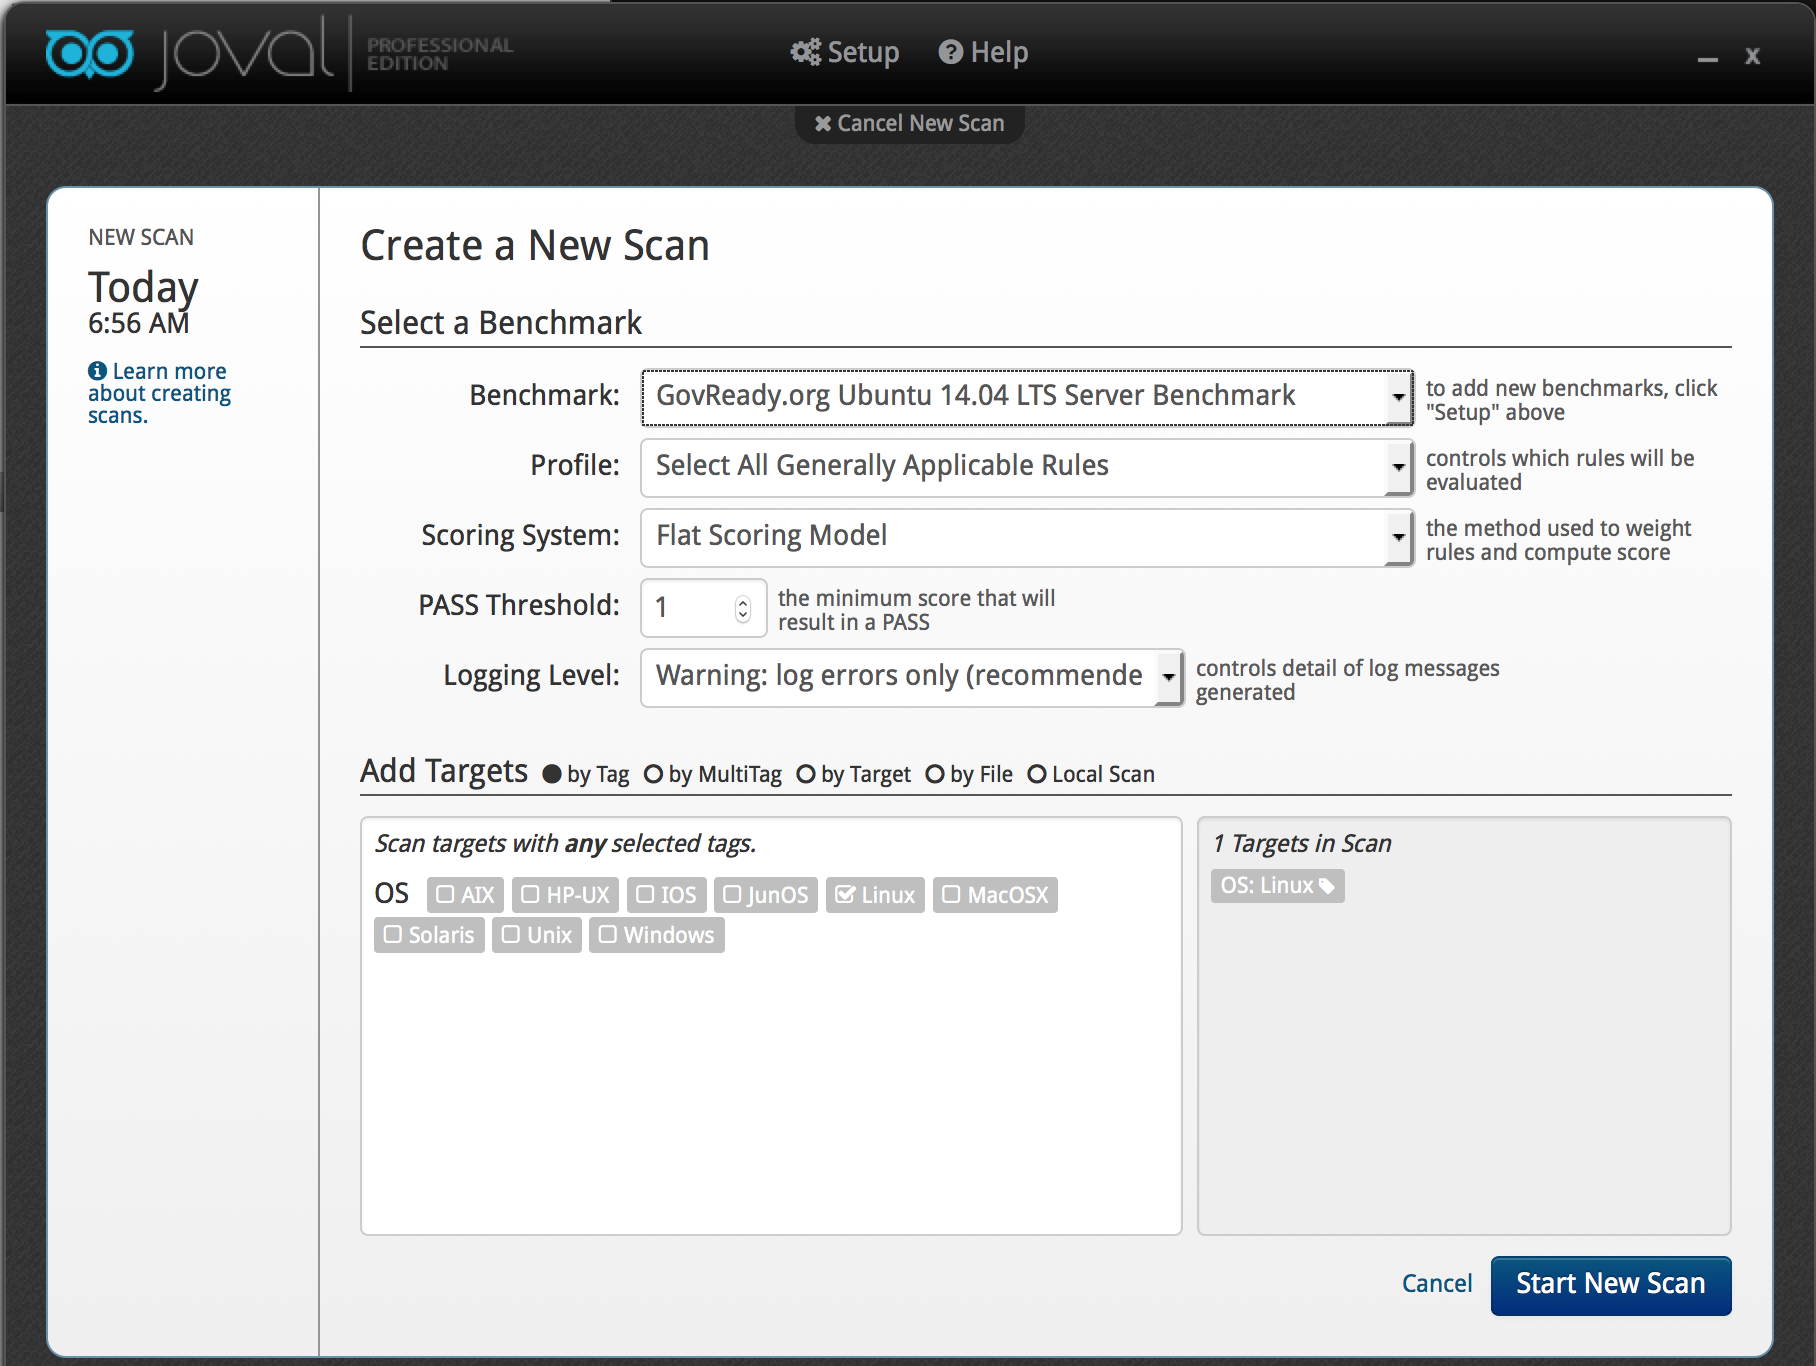 joval
PROFESSIONAL
EDITION
Setup
Help
x
Cancel New Scan
NEW SCAN
Today
6:56 AM
Learn more
about creating
scans.
Create a New Scan
Select a Benchmark
Benchmark:
GovReady.org Ubuntu 14.04 LTS Server Benchmark
to add new benchmarks, click
"Setup" above
Profile:
Select All Generally Applicable Rules
controls which rules will be
evaluated
Scoring System:
Flat Scoring Model
the method used to weight
rules and compute score
PASS Threshold:
1
the minimum score that will
result in a PASS
Logging Level:
Warning: log errors only (recommende
controls detail of log messages
generated
Add Targets by Tag by MultiTag by Target by File Local Scan
Scan targets with any selected tags.
OS AIX HP-UX IOS JunOS Linux MacOSX
Solaris Unix Windows
1 Targets in Scan
OS: Linux
Cancel
Start New Scan